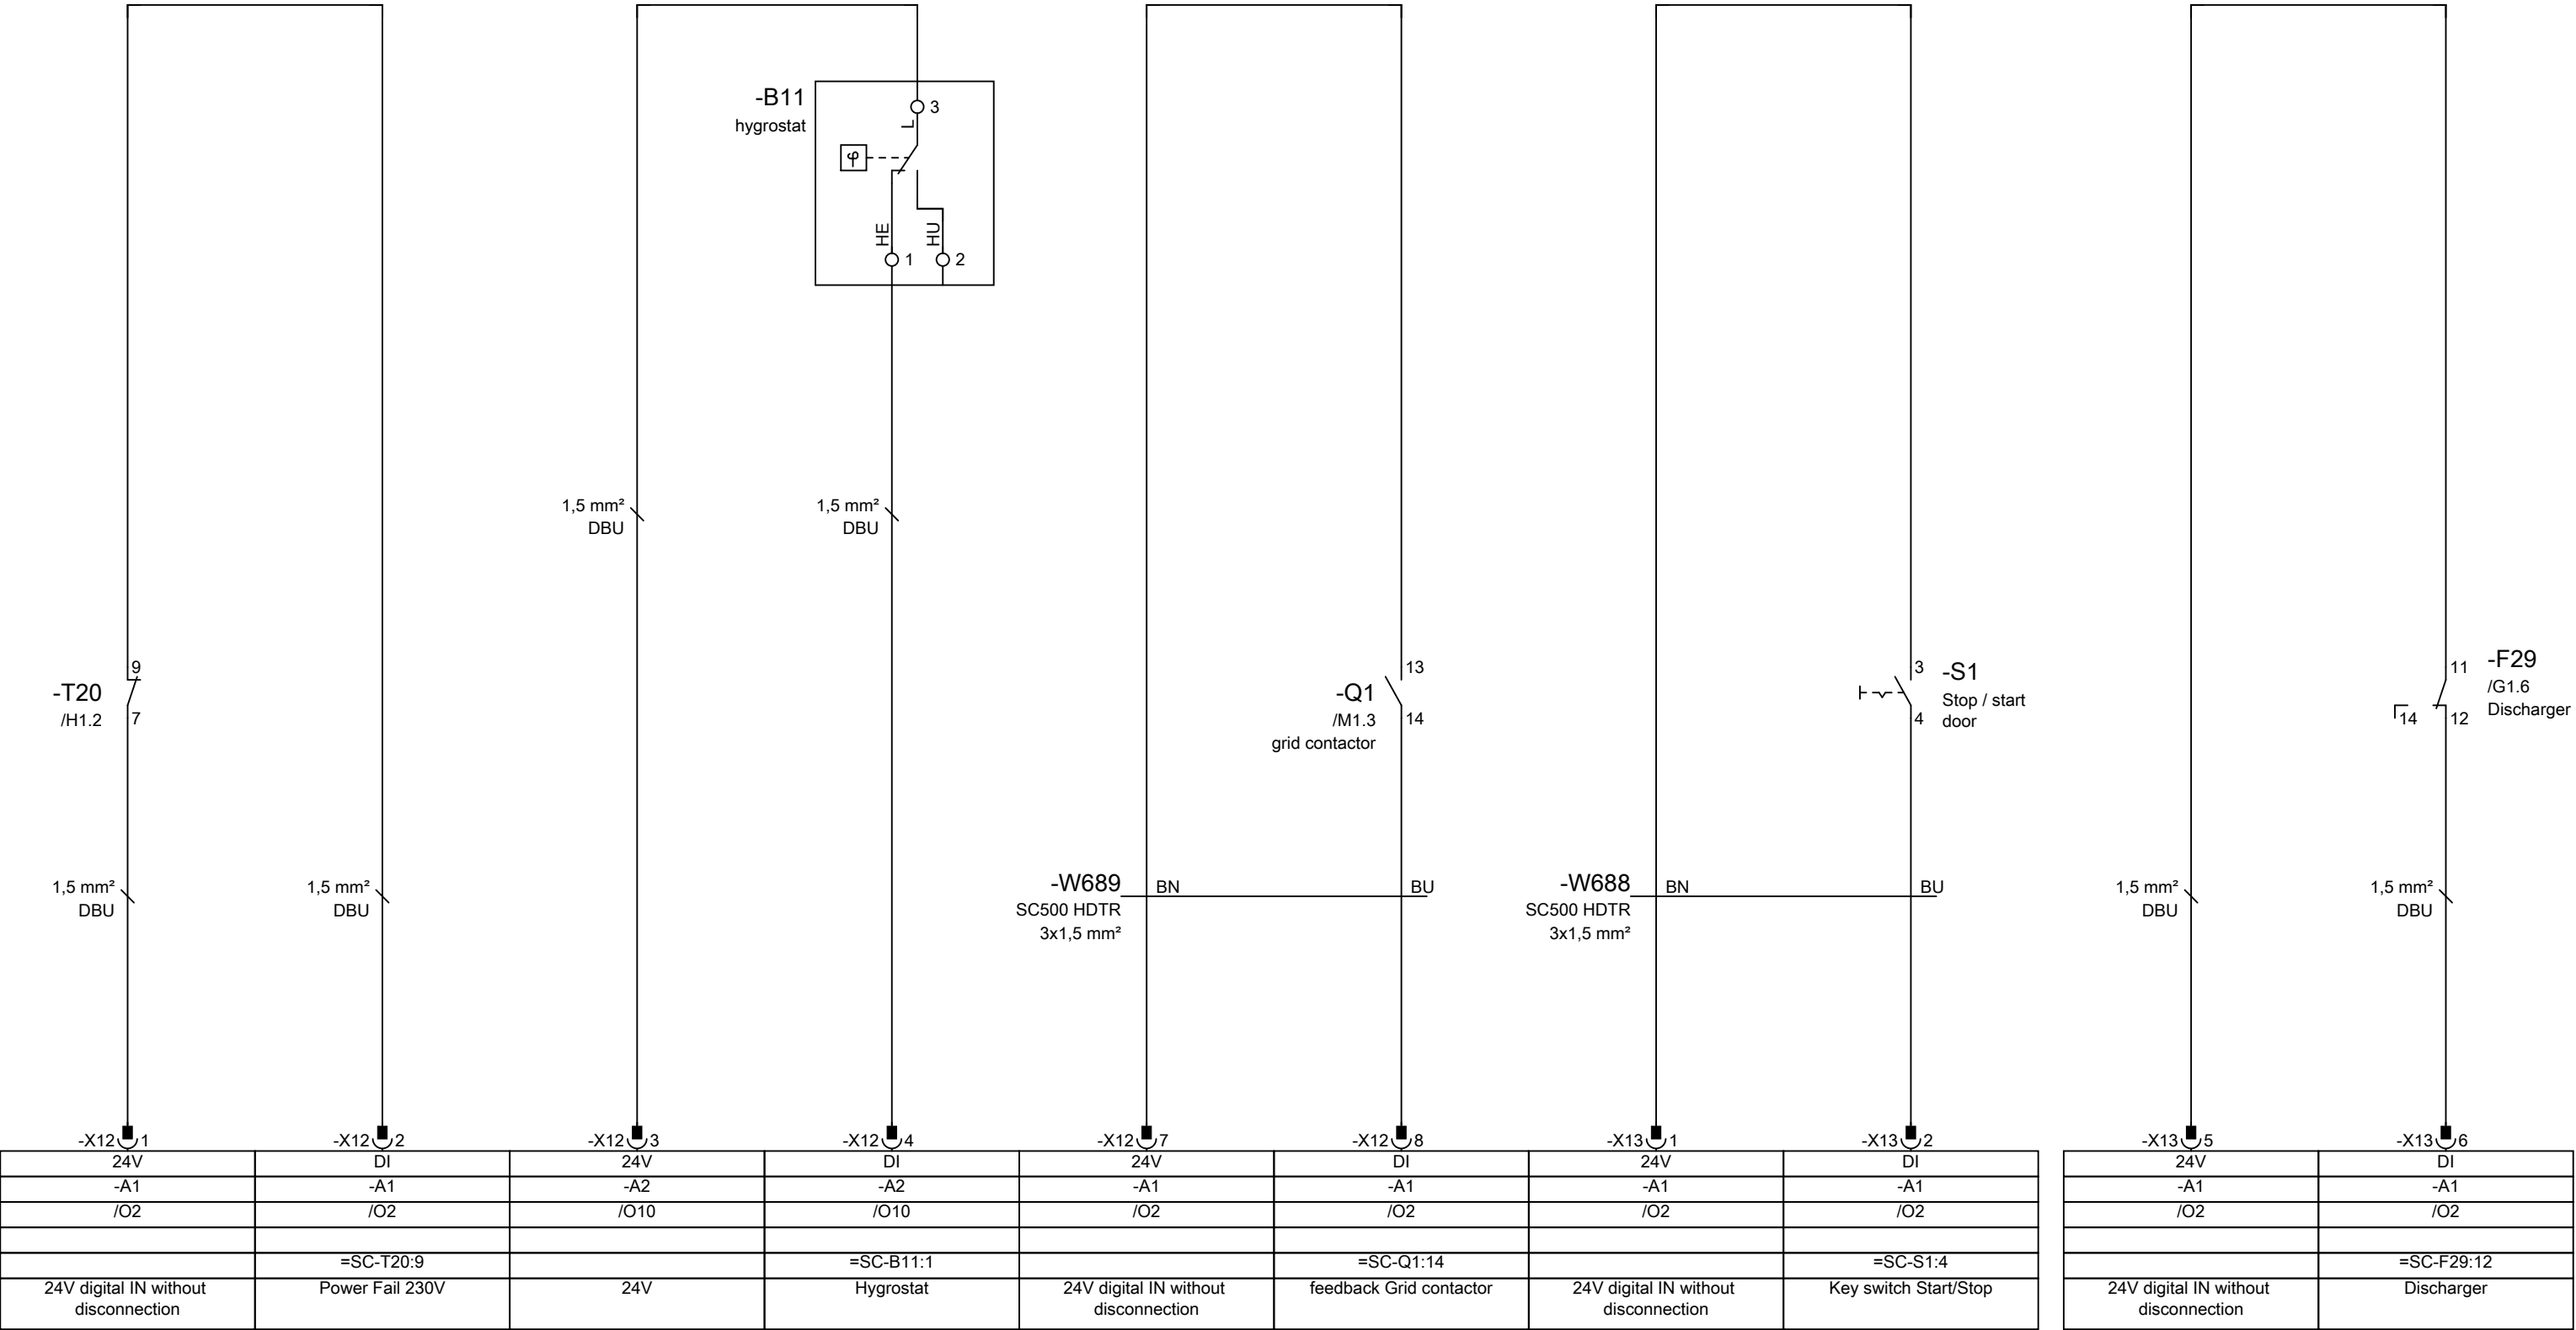 -B11
hygrostat
3
L
φ
HE
HU
1
2
1,5 mm²
DBU
1,5 mm²
DBU
9
-T20
/H1.2
7
13
-Q1
/M1.3
14
grid contactor
3
-S1
Stop / start
door
4
11
-F29
/G1.6
Discharger
14
12
1,5 mm²
DBU
1,5 mm²
DBU
-W689
BN
BU
SC500 HDTR
3x1,5 mm²
-W688
BN
BU
SC500 HDTR
3x1,5 mm²
1,5 mm²
DBU
1,5 mm²
DBU
-X12 1
-X12 2
-X12 3
-X12 4
-X12 7
-X12 8
-X13 1
-X13 2
-X13 5
-X13 6
24V DI 24V DI 24V DI 24V DI 24V DI
-A1 -A1 -A2 -A2 -A1 -A1 -A1 -A1 -A1 -A1
/O2 /O2 /O10 /O10 /O2 /O2 /O2 /O2 /O2 /O2
=SC-T20:9 =SC-B11:1 =SC-Q1:14 =SC-S1:4 =SC-F29:12
24V digital IN without
disconnection
Power Fail 230V
24V
Hygrostat
24V digital IN without
disconnection
feedback Grid contactor
24V digital IN without
disconnection
Key switch Start/Stop
24V digital IN without
disconnection
Discharger